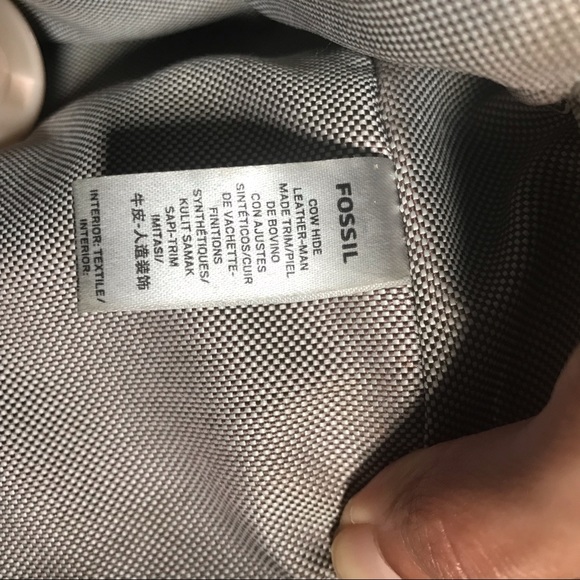 FOSSIL
COW HIDE
LEATHER-MAN
MADE TRIM/PIEL
DE BOVINO
CON AJUSTES
SINTÉTICOS/CUIR
DE VACHETTE-
FINITIONS
SYNTHÉTIQUES/
KULIT SAMAK
SAPI-TRIM
IMITASI/
牛皮-人造装饰
INTERIOR: TEXTILE/
INTERIOR: